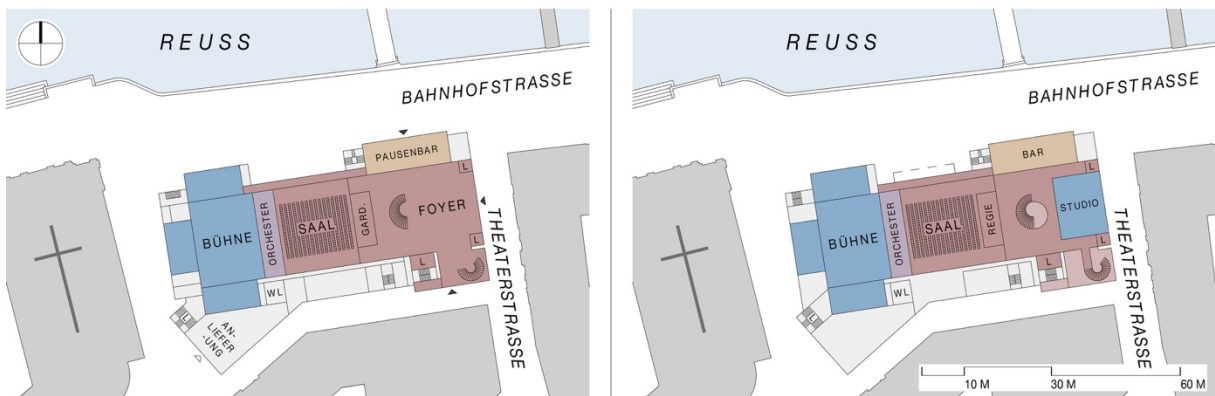 REUSS
BAHNHOFSTRASSE
PAUSENBAR
L
ORCHESTER
SAAL
GARD.
FOYER
BÜHNE
THEATERSTRASSE
L
L
WL
L
AN-
LIEFER
-UNG
REUSS
BAHNHOFSTRASSE
BAR
L
ORCHESTER
SAAL
REGIE
STUDIO
BÜHNE
THEATERSTRASSE
L
L
WL
L
10 M
30 M
60 M